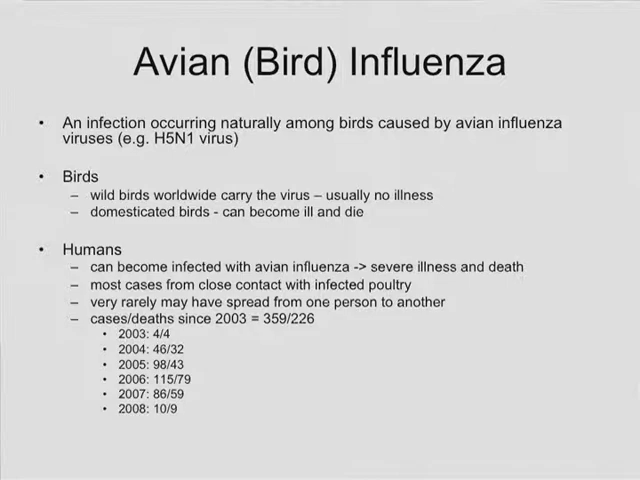 Avian (Bird) Influenza
• An infection occurring naturally among birds caused by avian influenza
viruses (e.g. H5N1 virus)
• Birds
– wild birds worldwide carry the virus – usually no illness
– domesticated birds - can become ill and die
• Humans
– can become infected with avian influenza -> severe illness and death
– most cases from close contact with infected poultry
– very rarely may have spread from one person to another
– cases/deaths since 2003 = 359/226
• 2003: 4/4
• 2004: 46/32
• 2005: 98/43
• 2006: 115/79
• 2007: 86/59
• 2008: 10/9